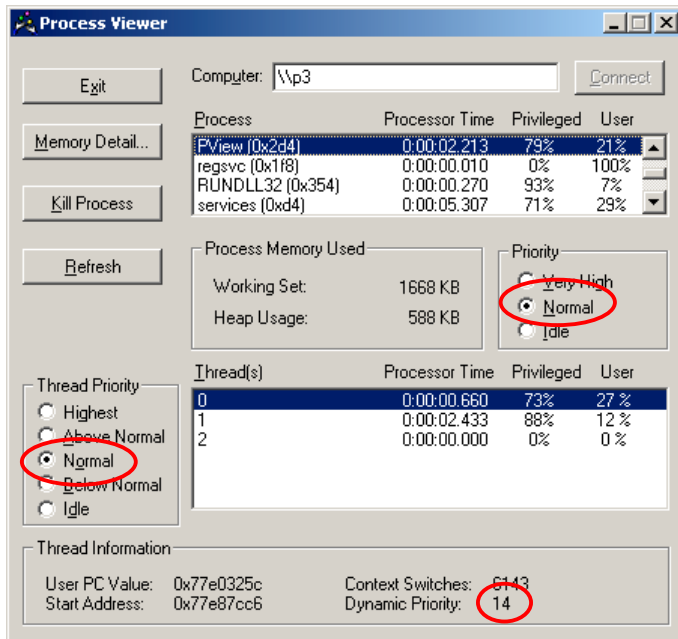 Process Viewer
Exit
Computer: \\p3
Connect
Memory Detail...
Process Processor Time Privileged User
PView (0x2d4) 0:00:02.213 79% 21%
regsvc (0x1f8) 0:00:00.010 0% 100%
RUNDLL32 (0x354) 0:00:00.270 93% 7%
services (0xd4) 0:00:05.307 71% 29%
Kill Process
Refresh
Process Memory Used
Working Set: 1668 KB
Heap Usage: 588 KB
Priority
Very High
Normal
Idle
Thread Priority
Highest
Above Normal
Normal
Below Normal
Idle
Thread(s) Processor Time Privileged User
0 0:00:00.660 73% 27 %
1 0:00:02.433 88% 12 %
2 0:00:00.000 0% 0 %
Thread Information
User PC Value: 0x77e0325c Context Switches: 6143
Start Address: 0x77e87cc6 Dynamic Priority: 14